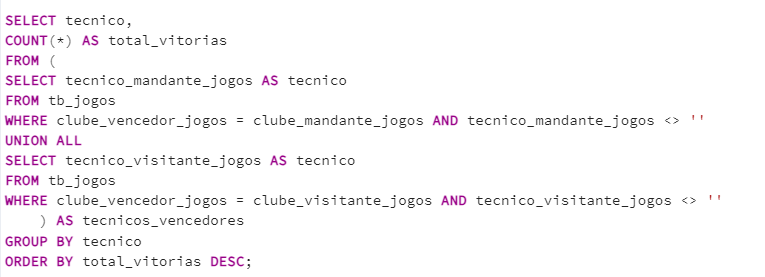 SELECT tecnico,
COUNT(*) AS total_vitorias
FROM (
SELECT tecnico_mandante_jogos AS tecnico
FROM tb_jogos
WHERE clube_vencedor_jogos = clube_mandante_jogos AND tecnico_mandante_jogos <> ''
UNION ALL
SELECT tecnico_visitante_jogos AS tecnico
FROM tb_jogos
WHERE clube_vencedor_jogos = clube_visitante_jogos AND tecnico_visitante_jogos <> ''
    ) AS tecnicos_vencedores
GROUP BY tecnico
ORDER BY total_vitorias DESC;